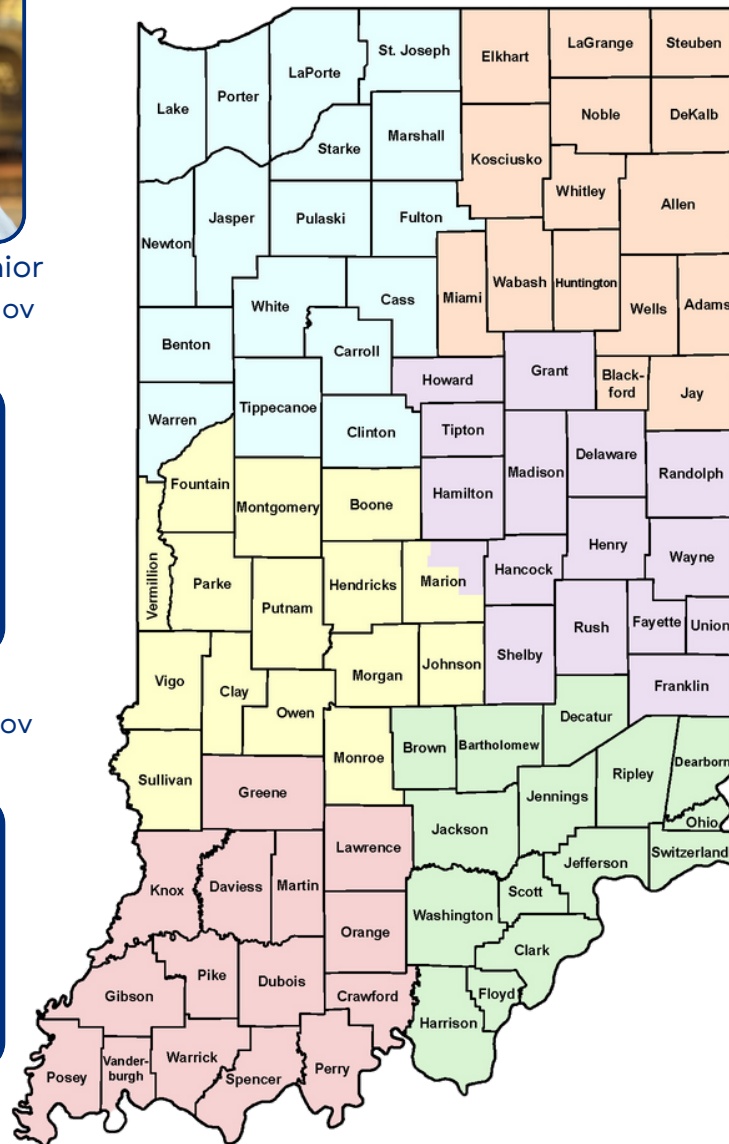 St. Joseph
Elkhart
LaGrange
Steuben
LaPorte
Lake
Porter
Noble
DeKalb
Starke
Marshall
Kosciusko
Whitley
Allen
Jasper
Pulaski
Fulton
Newton
nior
ov
White
Cass
Miami
Wabash
Huntington
Wells
Adams
Benton
Carroll
Howard
Grant
Black-
ford
Jay
Warren
Tippecanoe
Clinton
Tipton
Fountain
Montgomery
Boone
Hamilton
Madison
Delaware
Randolph
Vermillion
Parke
Putnam
Hendricks
Marion
Hancock
Henry
Wayne
Rush
Fayette
Union
Vigo
Clay
Owen
Morgan
Johnson
Shelby
Franklin
ov
Sullivan
Greene
Monroe
Brown
Bartholomew
Decatur
Jennings
Ripley
Dearborn
Ohio
Lawrence
Jackson
Jefferson
Switzerland
Knox
Daviess
Martin
Orange
Washington
Scott
Clark
Gibson
Pike
Dubois
Crawford
Harrison
Floyd
Posey
Vander-
burgh
Warrick
Spencer
Perry